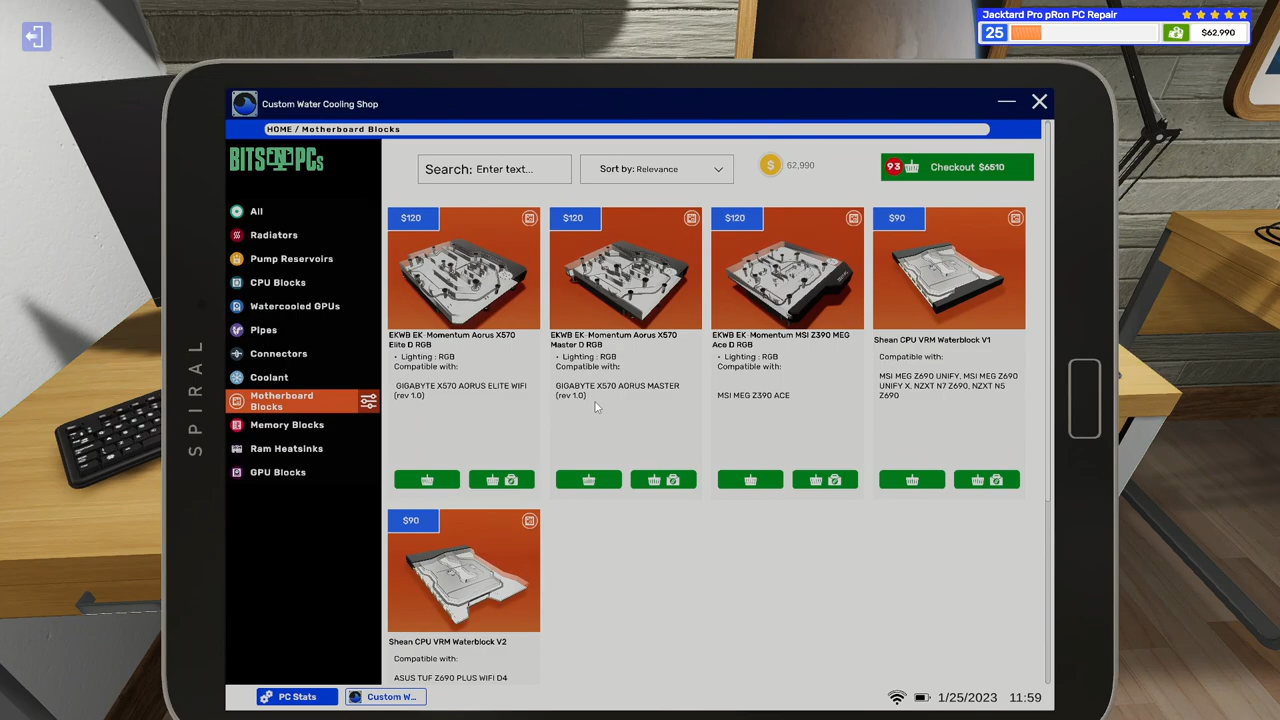 Jacktard Pro pRon PC Repair
25
$62,990
Custom Water Cooling Shop
HOME / Motherboard Blocks
BITSNPCs
Search: Enter text...
Sort by: Relevance
$
62,990
93
Checkout $6510
All
Radiators
Pump Reservoirs
CPU Blocks
Watercooled GPUs
Pipes
Connectors
Coolant
Motherboard
Blocks
Memory Blocks
Ram Heatsinks
GPU Blocks
$120
EKWB EK-Momentum Aorus X570
Elite D RGB
• Lighting : RGB
Compatible with:
GIGABYTE X570 AORUS ELITE WIFI
(rev 1.0)
$120
EKWB EK-Momentum Aorus X570
Master D RGB
• Lighting : RGB
Compatible with:
GIGABYTE X570 AORUS MASTER
(rev 1.0)
$120
EKWB EK-Momentum MSI Z390 MEG
Ace D RGB
• Lighting : RGB
Compatible with:
MSI MEG Z390 ACE
$90
Shean CPU VRM Waterblock V1
Compatible with:
MSI MEG Z690 UNIFY, MSI MEG Z690
UNIFY X, NZXT N7 Z690, NZXT N5
Z690
$90
Shean CPU VRM Waterblock V2
Compatible with:
ASUS TUF Z690 PLUS WIFI D4
SPIRAL
PC Stats
Custom W...
1/25/2023
11:59